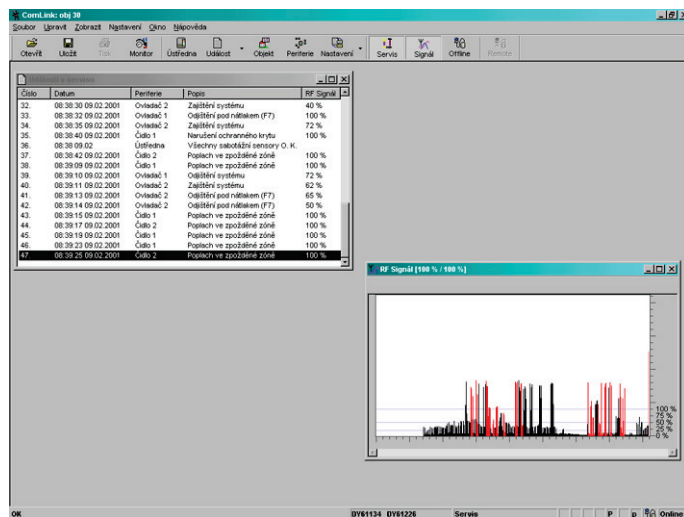 ComLink: obj 30
Soubor Upravit Zobrazit Nastavení Okno Nápověda
Otevřít Uložit Tisk Monitor Ústředna Událost Objekt Periferie Nastavení Servis Signál Offline Remote
Události v servisu
Číslo Datum Periferie Popis RF Signál
32. 08:38:30 09.02.2001 Ovladač 2 Zajištění systému 40 %
33. 08:38:32 09.02.2001 Ovladač 1 Odjištění pod nátlakem (F7) 100 %
34. 08:38:35 09.02.2001 Ovladač 2 Zajištění systému 72 %
35. 08:38:40 09.02.2001 Čidlo 1 Narušení ochranného krytu 100 %
36. 08:38 09.02 Ústředna Všechny sabotážní sensory O. K.
37. 08:38:42 09.02.2001 Čidlo 2 Poplach ve zpožděné zóně 100 %
38. 08:39:09 09.02.2001 Čidlo 1 Poplach ve zpožděné zóně 100 %
39. 08:39:10 09.02.2001 Ovladač 1 Odjištění systému 72 %
40. 08:39:11 09.02.2001 Ovladač 2 Zajištění systému 62 %
41. 08:39:13 09.02.2001 Ovladač 2 Odjištění pod nátlakem (F7) 65 %
42. 08:39:14 09.02.2001 Ovladač 2 Odjištění pod nátlakem (F7) 50 %
43. 08:39:15 09.02.2001 Čidlo 1 Poplach ve zpožděné zóně 100 %
44. 08:39:17 09.02.2001 Čidlo 2 Poplach ve zpožděné zóně 100 %
45. 08:39:19 09.02.2001 Čidlo 1 Poplach ve zpožděné zóně 100 %
46. 08:39:23 09.02.2001 Čidlo 1 Poplach ve zpožděné zóně 100 %
47. 08:39:25 09.02.2001 Čidlo 2 Poplach ve zpožděné zóně 100 %
RF Signál [100 % / 100 %]
100 %
75 %
50 %
25 %
0 %
OK DY61134 DY61226 Servis P p Online